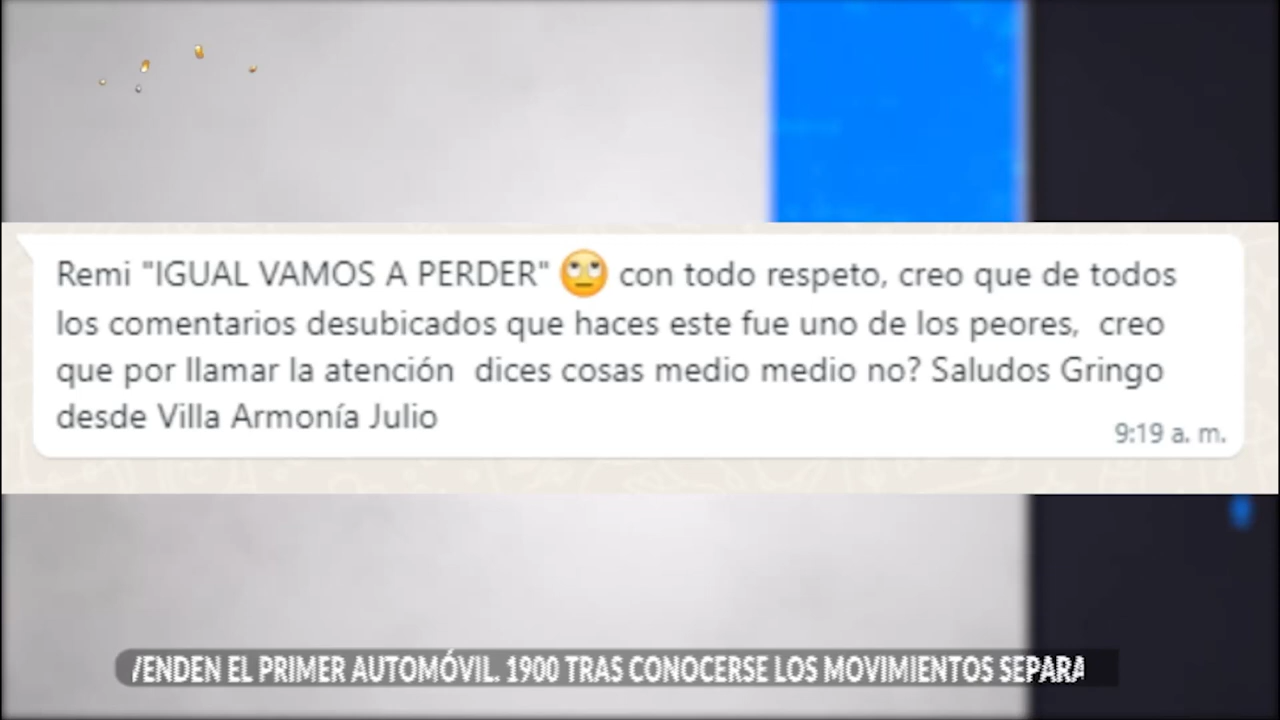 Remi "IGUAL VAMOS A PERDER" 🙄 con todo respeto, creo que de todos
los comentarios desubicados que haces este fue uno de los peores, creo
que por llamar la atención dices cosas medio medio no? Saludos Gringo
desde Villa Armonía Julio
9:19 a. m.
VENDEN EL PRIMER AUTOMÓVIL. 1900 TRAS CONOCERSE LOS MOVIMIENTOS SEPARA